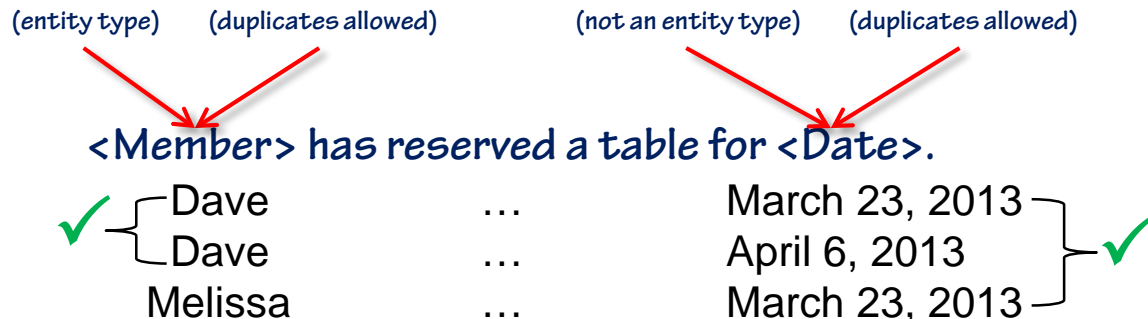 (entity type) (duplicates allowed) (not an entity type) (duplicates allowed)
<Member> has reserved a table for <Date>.
Dave ... March 23, 2013
Dave ... April 6, 2013
Melissa ... March 23, 2013